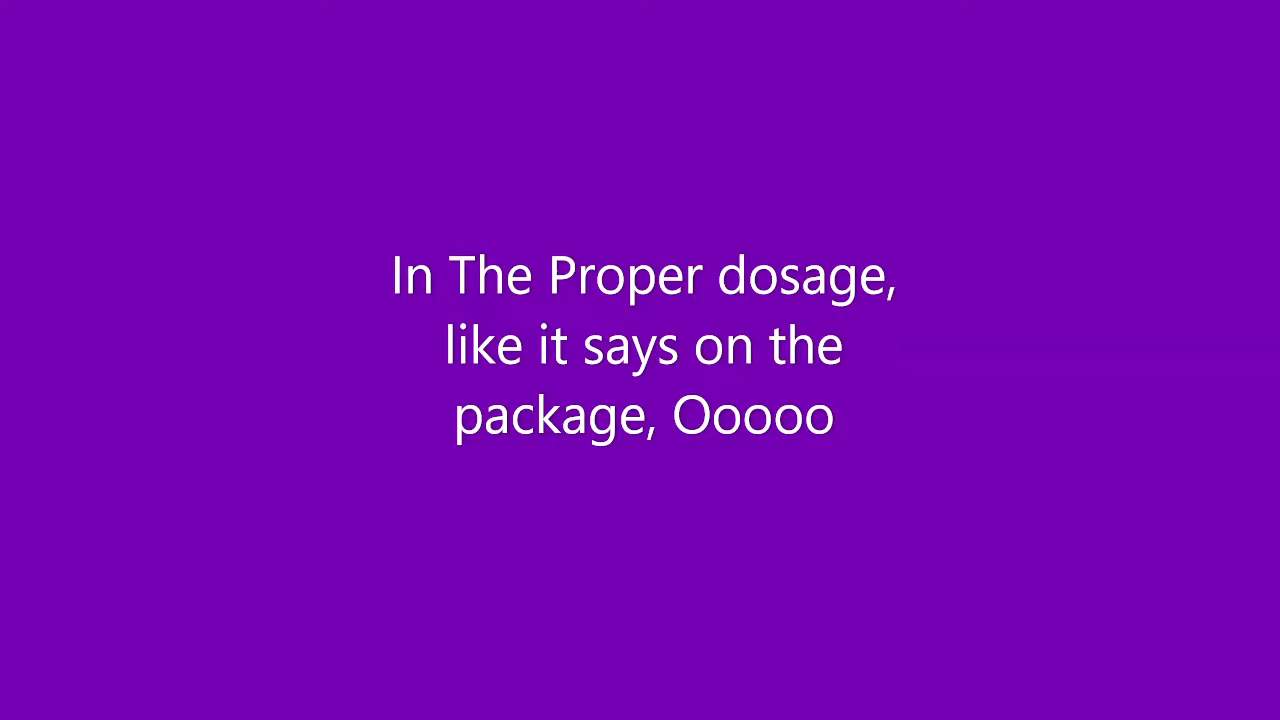 In The Proper dosage,
like it says on the
package, Ooooo